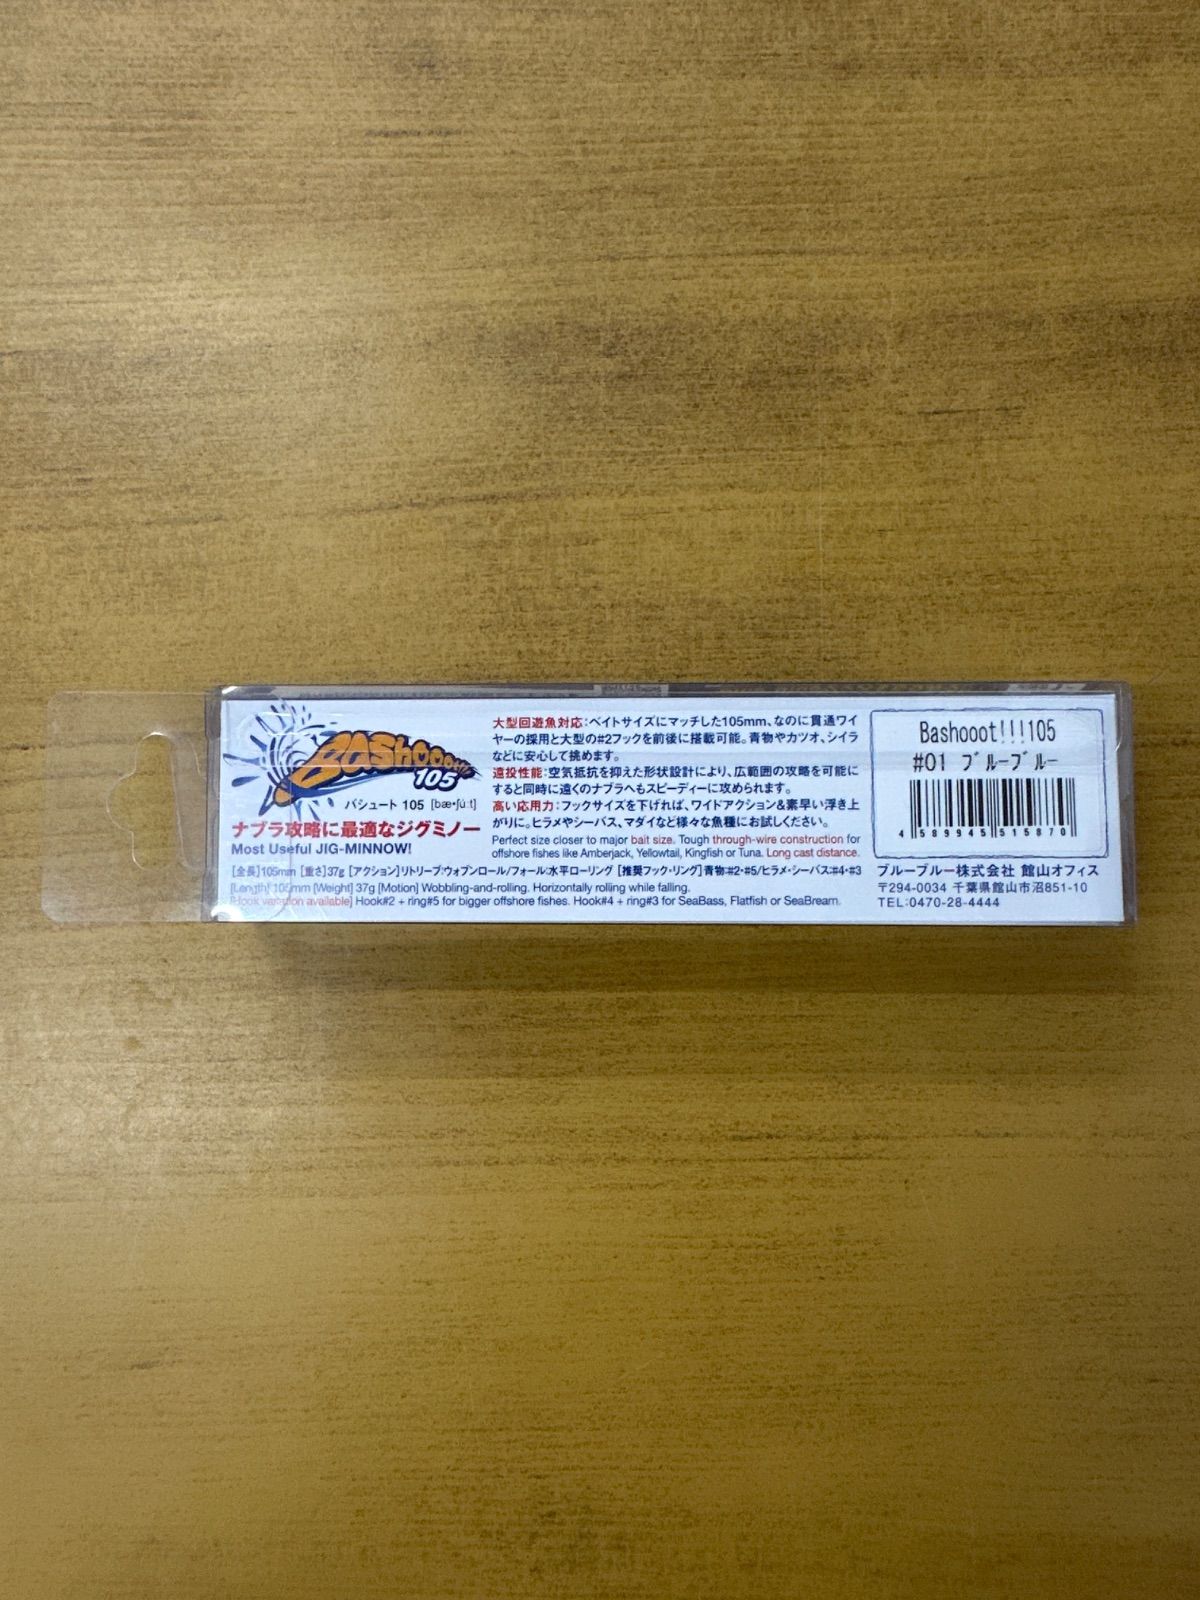 Bashooot!!!
105
バシュート 105 [bæ•ʃúːt]
ナブラ攻略に最適なジグミノー
Most Useful JIG-MINNOW!
大型回遊魚対応：ベイトサイズにマッチした105mm、なのに貫通ワイ
ヤーの採用と大型の#2フックを前後に搭載可能。青物やカツオ、シイラ
などに安心して挑めます。
遠投性能：空気抵抗を抑えた形状設計により、広範囲の攻略を可能に
すると同時に遠くのナブラへもスピーディーに攻められます。
高い応用力：フックサイズを下げれば、ワイドアクション&素早い浮き上
がりに。ヒラメやシーバス、マダイなど様々な魚種にお試しください。
Perfect size closer to major bait size. Tough through-wire construction for
offshore fishes like Amberjack, Yellowtail, Kingfish or Tuna. Long cast distance.
[全長]105mm [重さ]37g [アクション]リトリーブ:ウォブンロール/フォール:水平ローリング [推奨フック・リング]青物:#2・#5/ヒラメ・シーバス:#4・#3
[Length] 105mm [Weight] 37g [Motion] Wobbling-and-rolling. Horizontally rolling while falling.
[Hook variation available] Hook#2 + ring#5 for bigger offshore fishes. Hook#4 + ring#3 for SeaBass, Flatfish or SeaBream.
Bashooot!!!105
#01 ブルーブルー
4 589945 515870
ブルーブルー株式会社 館山オフィス
〒294-0034 千葉県館山市沼851-10
TEL:0470-28-4444